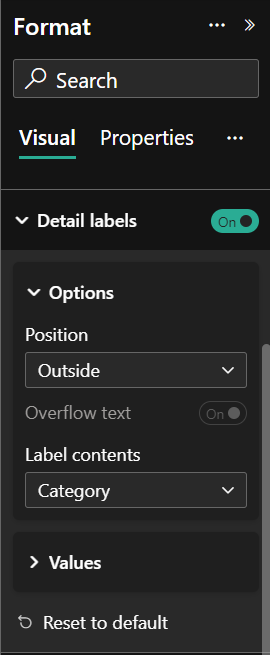 Format
Search
Visual Properties
Detail labels On
Options
Position
Outside
Overflow text On
Label contents
Category
Values
Reset to default